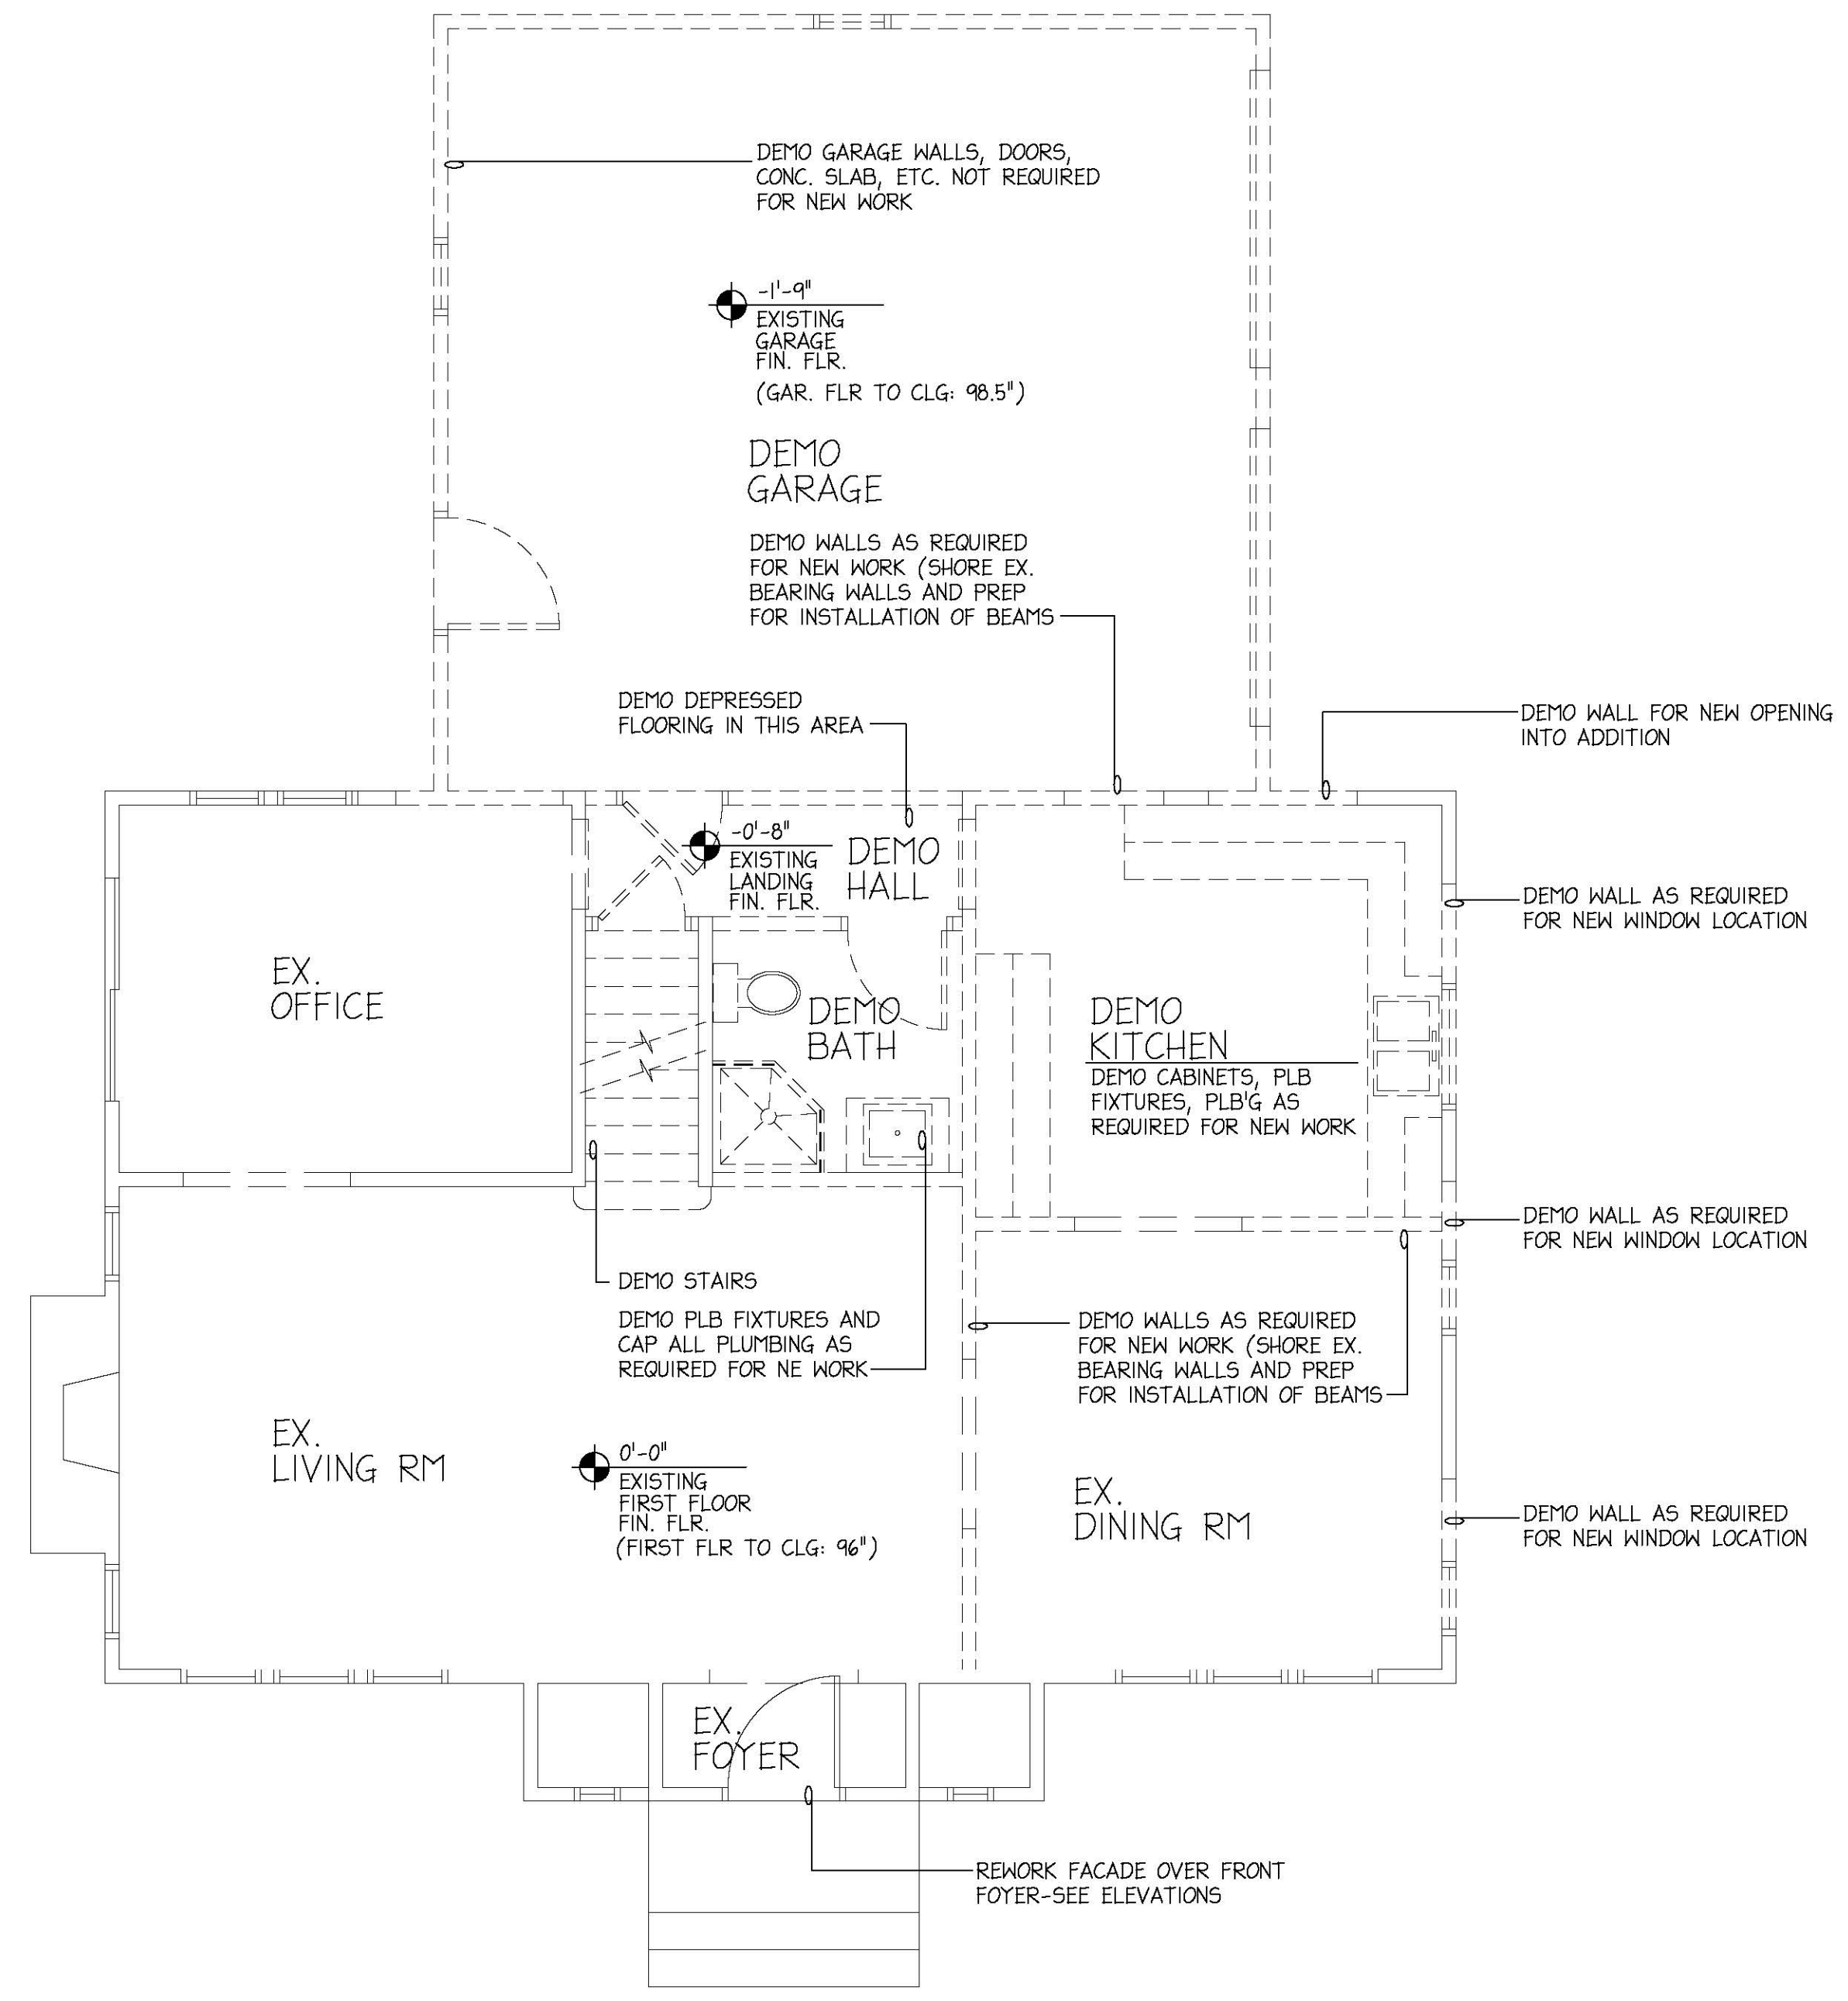 DEMO GARAGE WALLS, DOORS,
CONC. SLAB, ETC. NOT REQUIRED
FOR NEW WORK
-1'-9"
EXISTING
GARAGE
FIN. FLR.
(GAR. FLR TO CLG: 98.5")
DEMO
GARAGE
DEMO WALLS AS REQUIRED
FOR NEW WORK (SHORE EX.
BEARING WALLS AND PREP
FOR INSTALLATION OF BEAMS
DEMO DEPRESSED
FLOORING IN THIS AREA
DEMO WALL FOR NEW OPENING
INTO ADDITION
-0'-8"
EXISTING
LANDING
FIN. FLR.
DEMO
HALL
DEMO WALL AS REQUIRED
FOR NEW WINDOW LOCATION
EX.
OFFICE
DEMO
BATH
DEMO
KITCHEN
DEMO CABINETS, PLB
FIXTURES, PLB'G AS
REQUIRED FOR NEW WORK
DEMO WALL AS REQUIRED
FOR NEW WINDOW LOCATION
DEMO STAIRS
DEMO PLB FIXTURES AND
CAP ALL PLUMBING AS
REQUIRED FOR NE WORK
DEMO WALLS AS REQUIRED
FOR NEW WORK (SHORE EX.
BEARING WALLS AND PREP
FOR INSTALLATION OF BEAMS
EX.
LIVING RM
0'-0"
EXISTING
FIRST FLOOR
FIN. FLR.
(FIRST FLR TO CLG: 96")
EX.
DINING RM
DEMO WALL AS REQUIRED
FOR NEW WINDOW LOCATION
EX.
FOYER
REWORK FACADE OVER FRONT
FOYER-SEE ELEVATIONS